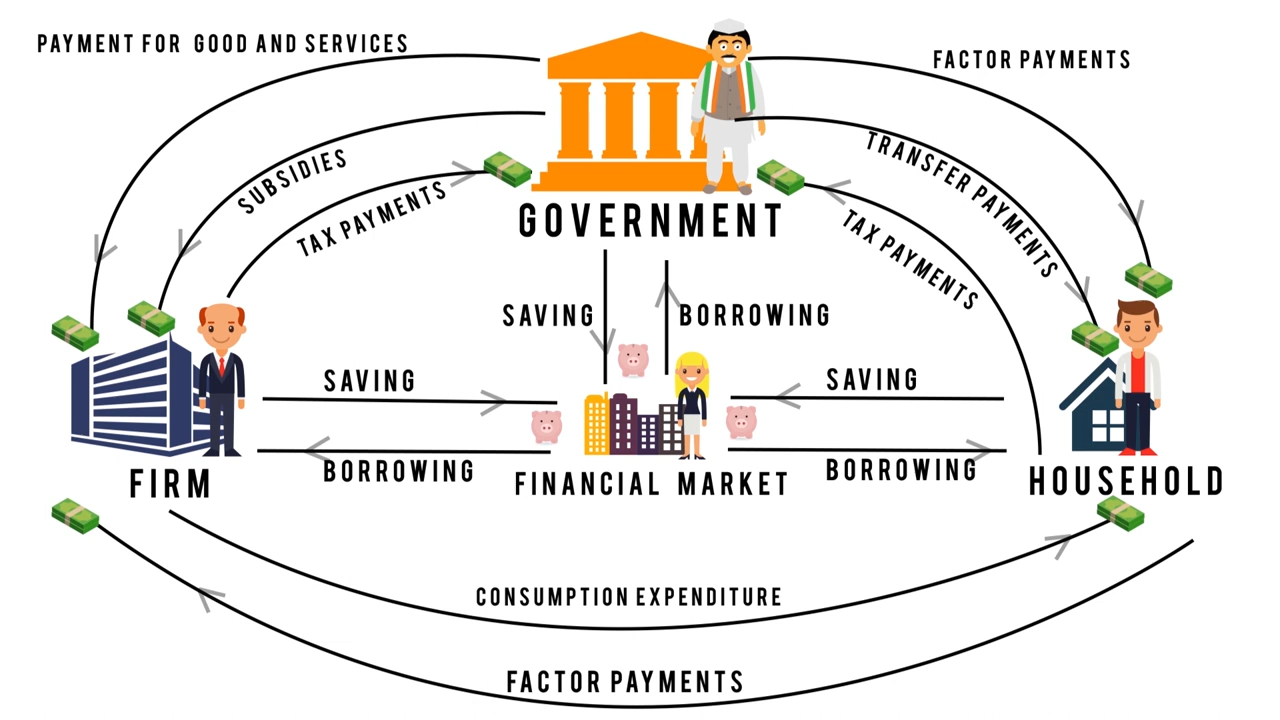 PAYMENT FOR GOOD AND SERVICES
FACTOR PAYMENTS
SUBSIDIES
TAX PAYMENTS
TRANSFER PAYMENTS
TAX PAYMENTS
GOVERNMENT
SAVING
BORROWING
SAVING
SAVING
BORROWING
BORROWING
FIRM
FINANCIAL MARKET
HOUSEHOLD
CONSUMPTION EXPENDITURE
FACTOR PAYMENTS